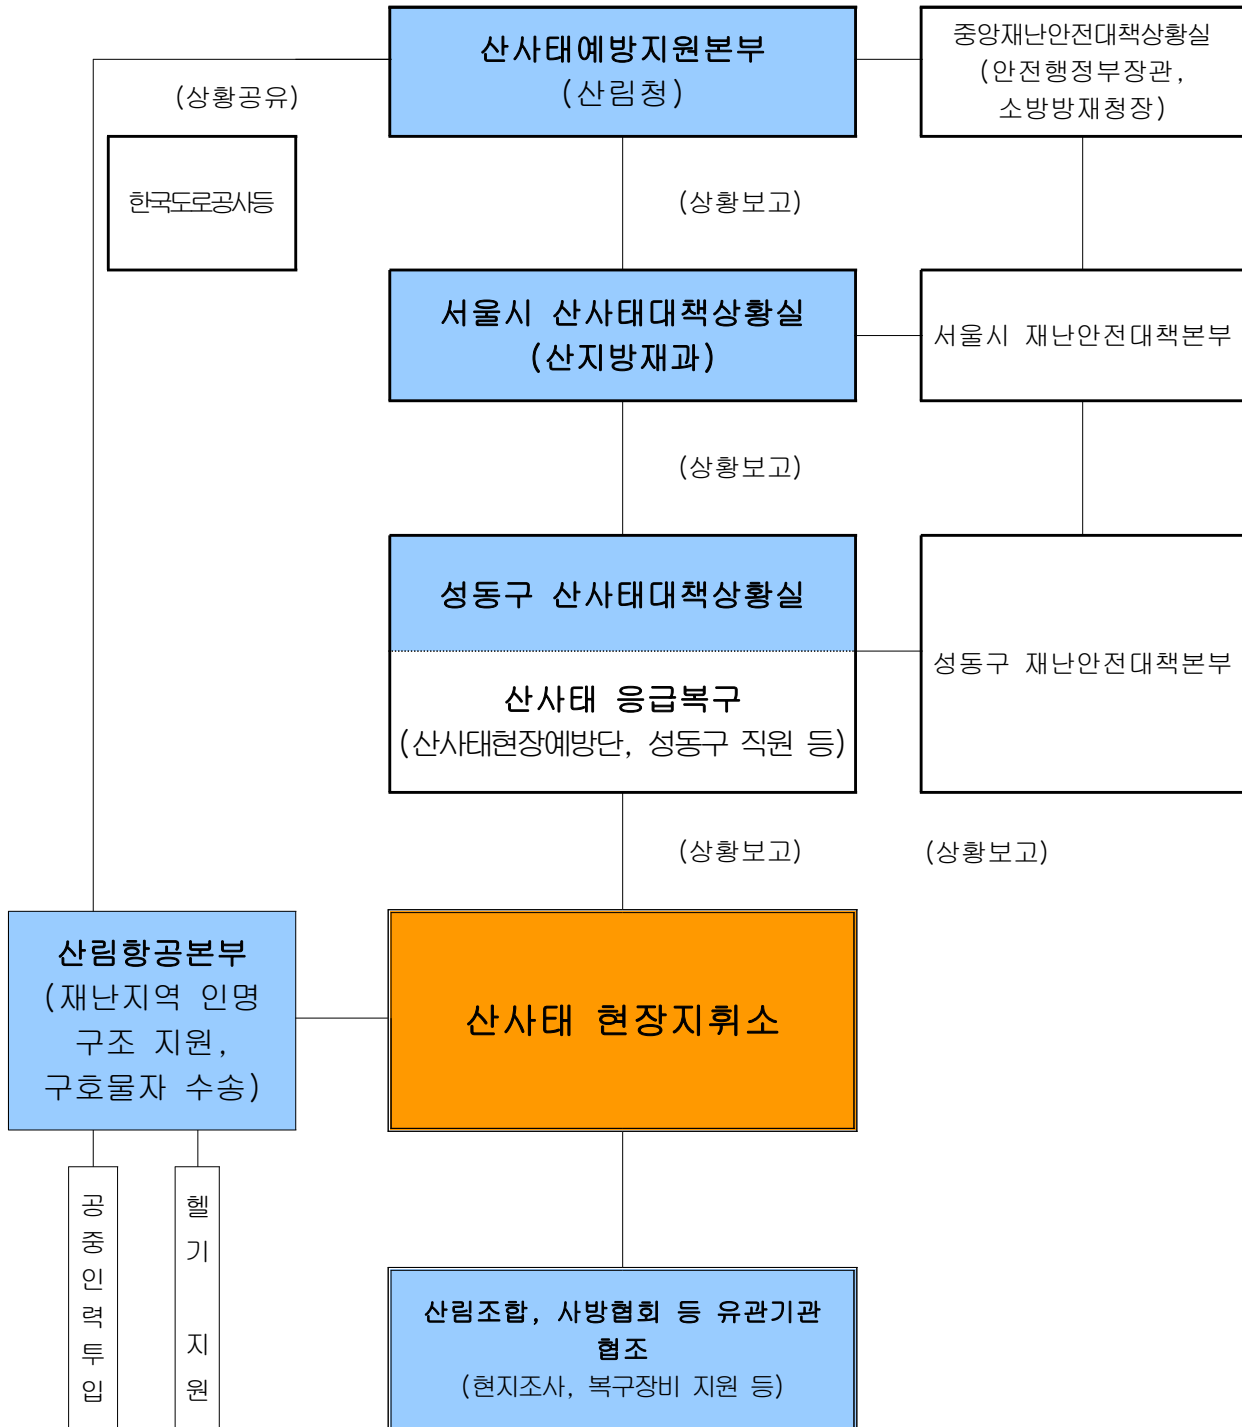 산사태예방지원본부
(산림청)
중앙재난안전대책상황실
(안전행정부장관,
소방방재청장)
(상황공유)
한국도로공사등
(상황보고)
서울시 산사태대책상황실
(산지방재과)
서울시 재난안전대책본부
(상황보고)
성동구 산사태대책상황실
산사태 응급복구
(산사태현장예방단, 성동구 직원 등)
성동구 재난안전대책본부
(상황보고)
(상황보고)
산림항공본부
(재난지역 인명
구조 지원,
구호물자 수송)
산사태 현장지휘소
공중인력투입
헬기 지원
산림조합, 사방협회 등 유관기관
협조
(현지조사, 복구장비 지원 등)